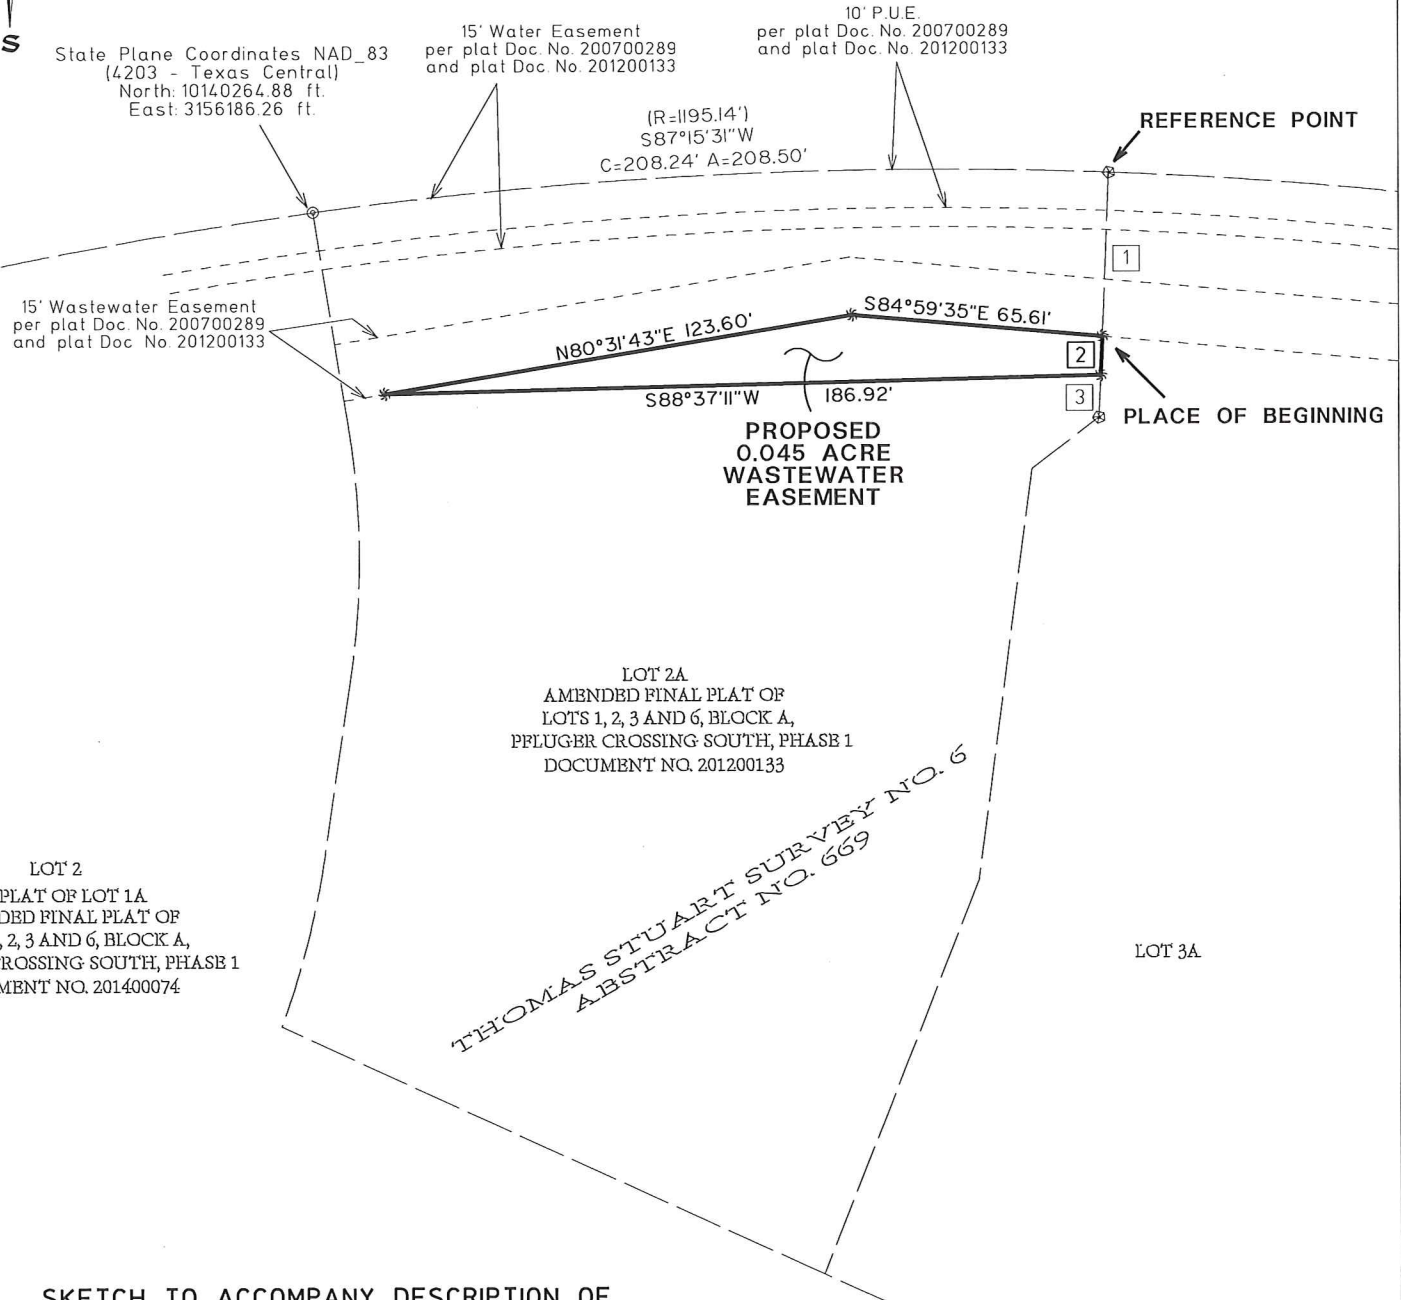 S
State Plane Coordinates NAD_83
(4203 - Texas Central)
North: 10140264.88 ft.
East: 3156186.26 ft.
15' Water Easement
per plat Doc. No. 200700289
and plat Doc. No. 201200133
10' P.U.E.
per plat Doc. No. 200700289
and plat Doc. No. 201200133
(R=1195.14')
S87°15'31"W
C=208.24' A=208.50'
REFERENCE POINT
1
15' Wastewater Easement
per plat Doc. No. 200700289
and plat Doc No. 201200133
N80°31'43"E 123.60'
S84°59'35"E 65.61'
2
S88°37'11"W 186.92'
3
PLACE OF BEGINNING
PROPOSED
0.045 ACRE
WASTEWATER
EASEMENT
LOT 2A
AMENDED FINAL PLAT OF
LOTS 1, 2, 3 AND 6, BLOCK A,
PFLUGER CROSSING SOUTH, PHASE 1
DOCUMENT NO. 201200133
THOMAS STUART SURVEY NO. 6
ABSTRACT NO. 669
LOT 2
PLAT OF LOT 1A
DED FINAL PLAT OF
, 2, 3 AND 6, BLOCK A,
ROSSING SOUTH, PHASE 1
MENT NO. 201400074
LOT 3A
SKETCH TO ACCOMPANY DESCRIPTION OF